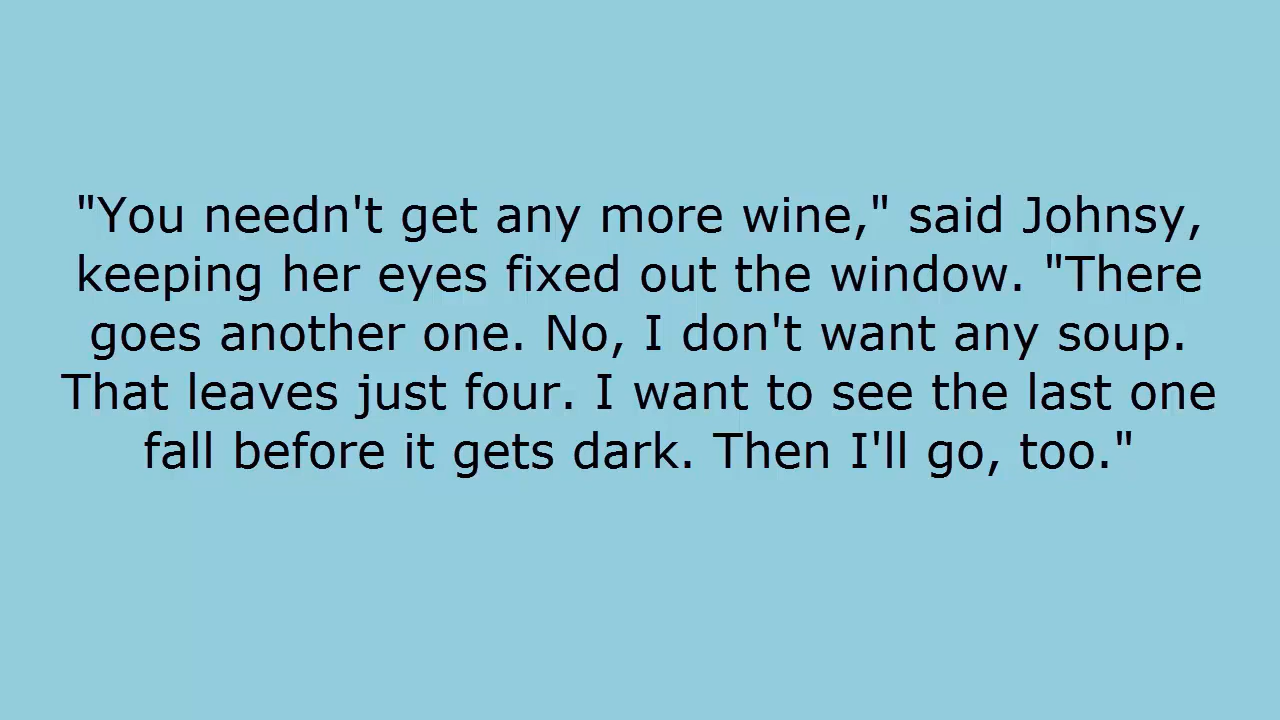 "You needn't get any more wine," said Johnsy,
keeping her eyes fixed out the window. "There
goes another one. No, I don't want any soup.
That leaves just four. I want to see the last one
fall before it gets dark. Then I'll go, too."